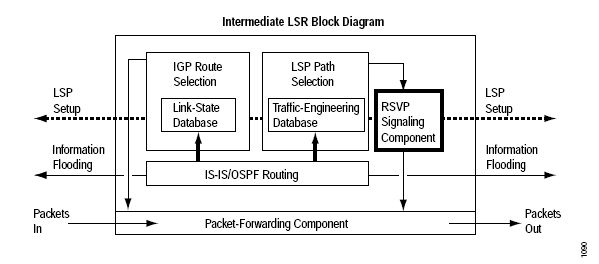 Intermediate LSR Block Diagram
IGP Route
Selection
Link-State
Database
LSP Path
Selection
Traffic-Engineering
Database
RSVP
Signaling
Component
LSP
Setup
LSP
Setup
Information
Flooding
IS-IS/OSPF Routing
Information
Flooding
Packets
In
Packet-Forwarding Component
Packets
Out
1090